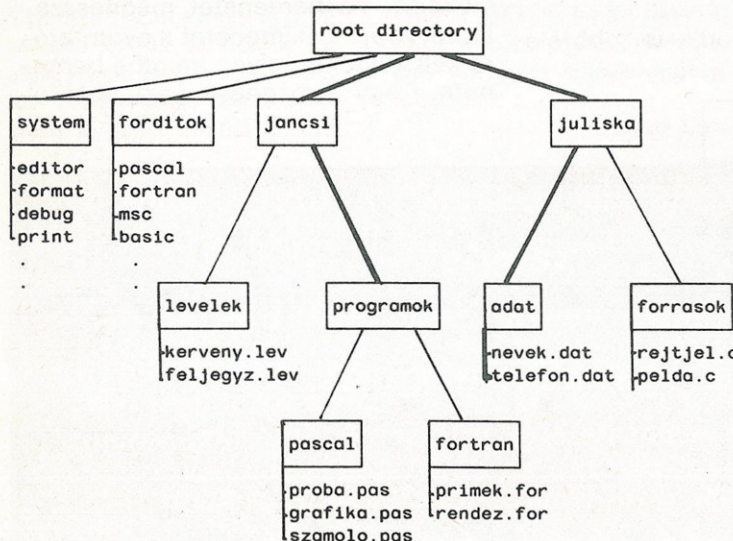 root directory
system
editor
format
debug
print
forditok
pascal
fortran
msc
basic
jancsi
juliska
levelek
kerveny.lev
feljegyz.lev
programok
pascal
proba.pas
grafika.pas
szamolo.pas
fortran
primek.for
rendez.for
adat
nevek.dat
telefon.dat
forrasok
rejtjel.c
pelda.c